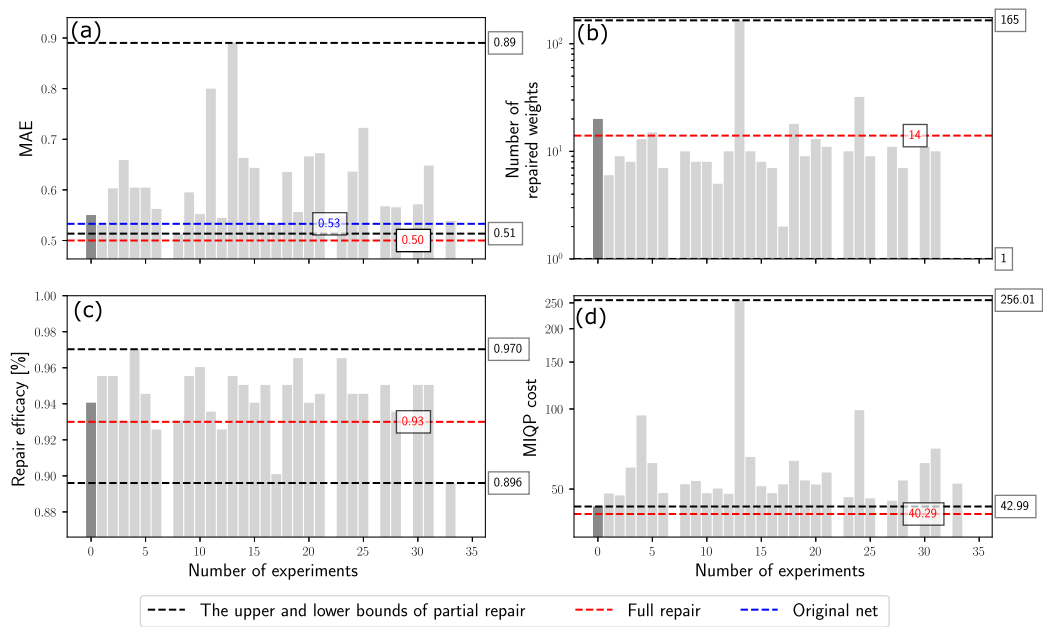 (a)
MAE
0.9
0.8
0.7
0.6
0.5
0.89
0.53
0.51
0.50
(b)
Number of
repaired weights
10²
10¹
10⁰
165
14
1
(c)
Repair efficacy [%]
1.00
0.98
0.96
0.94
0.92
0.90
0.88
0.970
0.93
0.896
0 5 10 15 20 25 30 35
Number of experiments
(d)
MIQP cost
250
200
150
100
50
256.01
42.99
40.29
0 5 10 15 20 25 30 35
Number of experiments
The upper and lower bounds of partial repair Full repair Original net